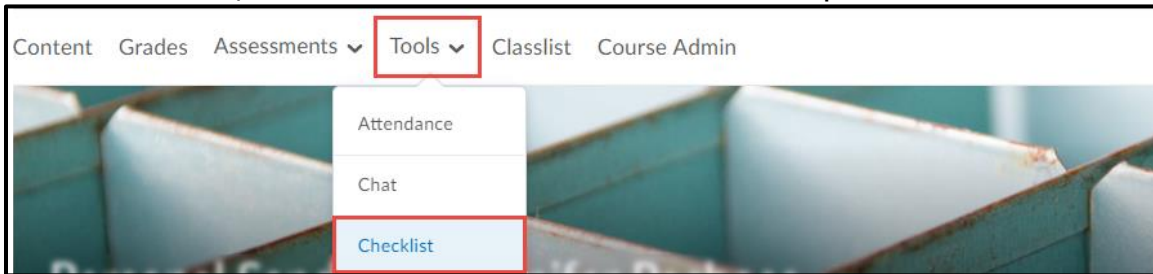 Content Grades Assessments Tools Classlist Course Admin
Attendance
Chat
Checklist